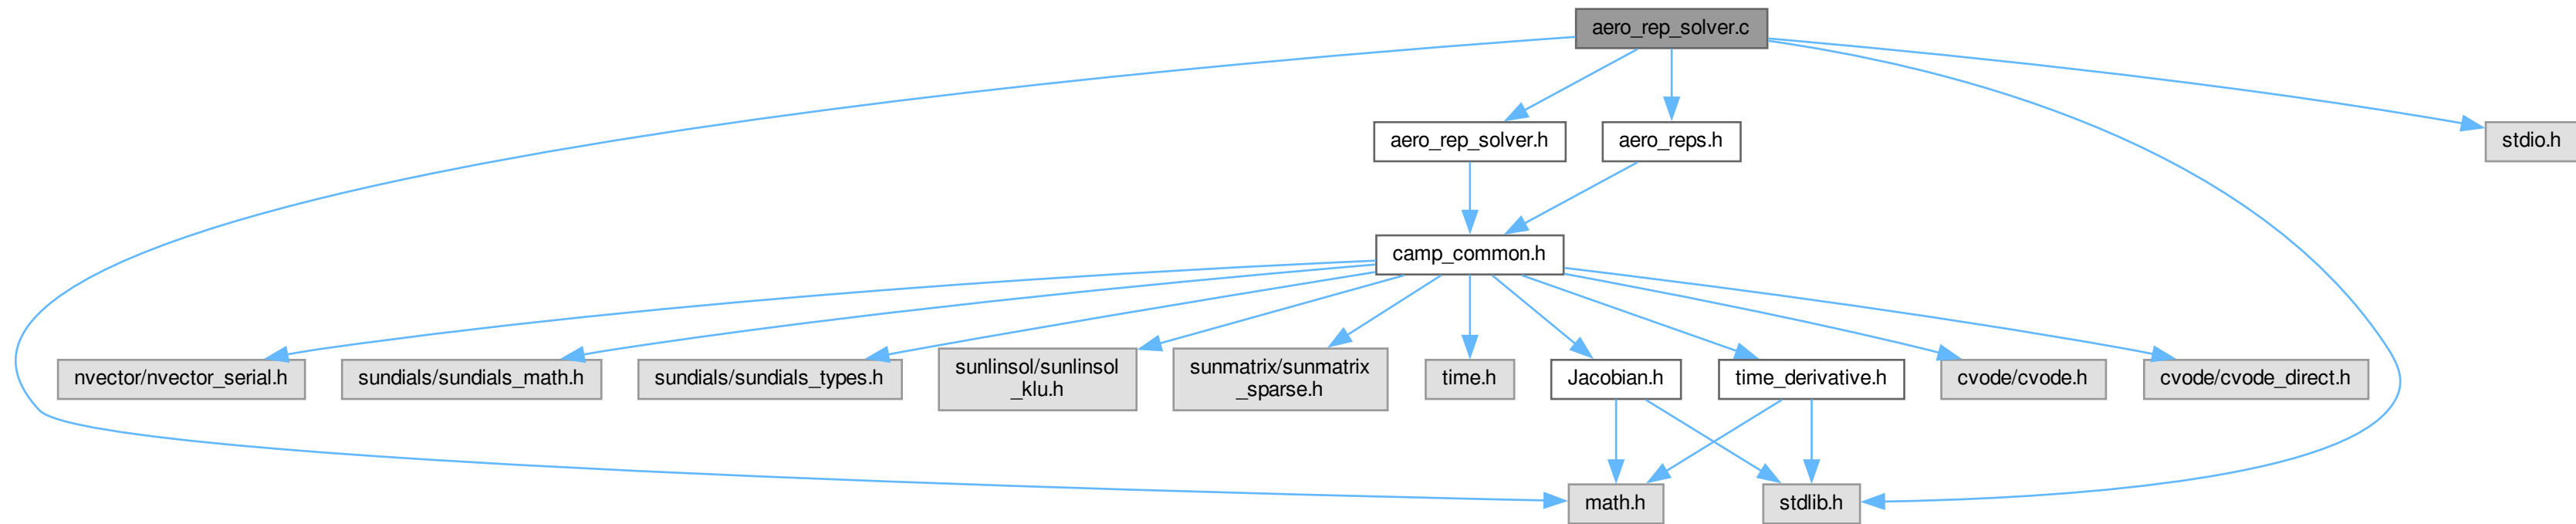 aero_rep_solver.c
aero_rep_solver.h
aero_reps.h
stdio.h
camp_common.h
nvector/nvector_serial.h
sundials/sundials_math.h
sundials/sundials_types.h
sunlinsol/sunlinsol
_klu.h
sunmatrix/sunmatrix
_sparse.h
time.h
Jacobian.h
time_derivative.h
cvode/cvode.h
cvode/cvode_direct.h
math.h
stdlib.h